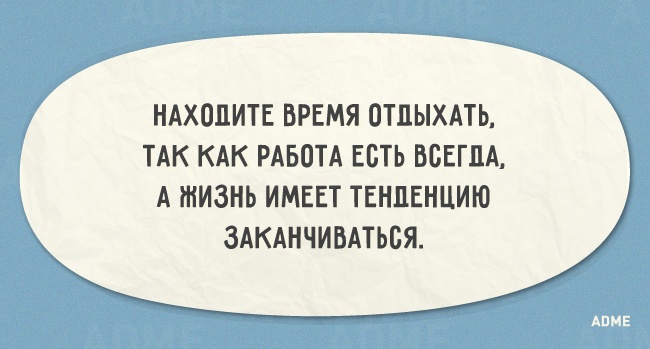 НАХОДИТЕ ВРЕМЯ ОТДЫХАТЬ,
ТАК КАК РАБОТА ЕСТЬ ВСЕГДА,
А ЖИЗНЬ ИМЕЕТ ТЕНДЕНЦИЮ
ЗАКАНЧИВАТЬСЯ.
ADME